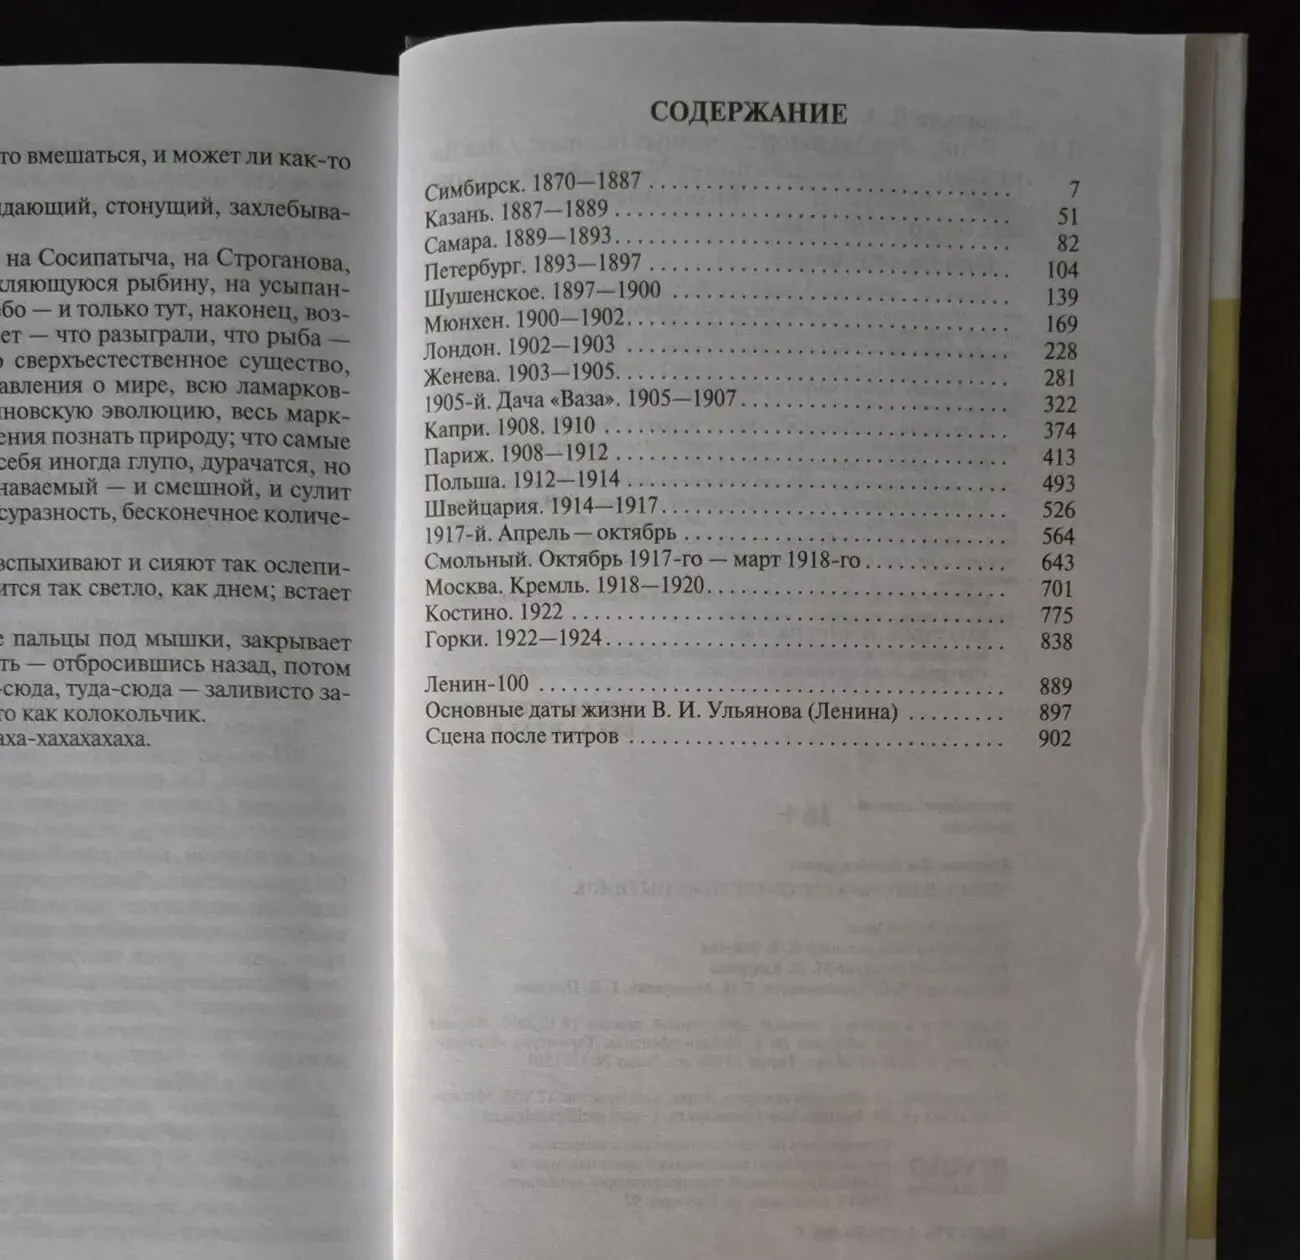 то вмешаться, и может ли как-то
дающий, стонущий, захлебыва-
на Сосипатыча, на Строганова,
кляющуюся рыбину, на усыпан-
ебо — и только тут, наконец, воз-
ет — что разыграли, что рыба —
о сверхъестественное существо,
авления о мире, всю ламарков-
иновскую эволюцию, весь марк-
ения познать природу; что самые
себя иногда глупо, дурачатся, но
наваемый — и смешной, и сулит
суразность, бесконечное количе-
вспыхивают и сияют так ослепи-
ится так светло, как днем; встает
е пальцы под мышки, закрывает
ть — отбросившись назад, потом
-сюда, туда-сюда — заливисто за-
то как колокольчик.
аха-хахахахаха.
СОДЕРЖАНИЕ
Симбирск. 1870—1887 7
Казань. 1887—1889 51
Самара. 1889—1893 82
Петербург. 1893—1897 104
Шушенское. 1897—1900 139
Мюнхен. 1900—1902 169
Лондон. 1902—1903 228
Женева. 1903—1905 281
1905-й. Дача «Ваза». 1905—1907 322
Капри. 1908. 1910 374
Париж. 1908—1912 413
Польша. 1912—1914 493
Швейцария. 1914—1917 526
1917-й. Апрель — октябрь 564
Смольный. Октябрь 1917-го — март 1918-го 643
Москва. Кремль. 1918—1920 701
Костино. 1922 775
Горки. 1922—1924 838
Ленин-100 889
Основные даты жизни В. И. Ульянова (Ленина) 897
Сцена после титров 902